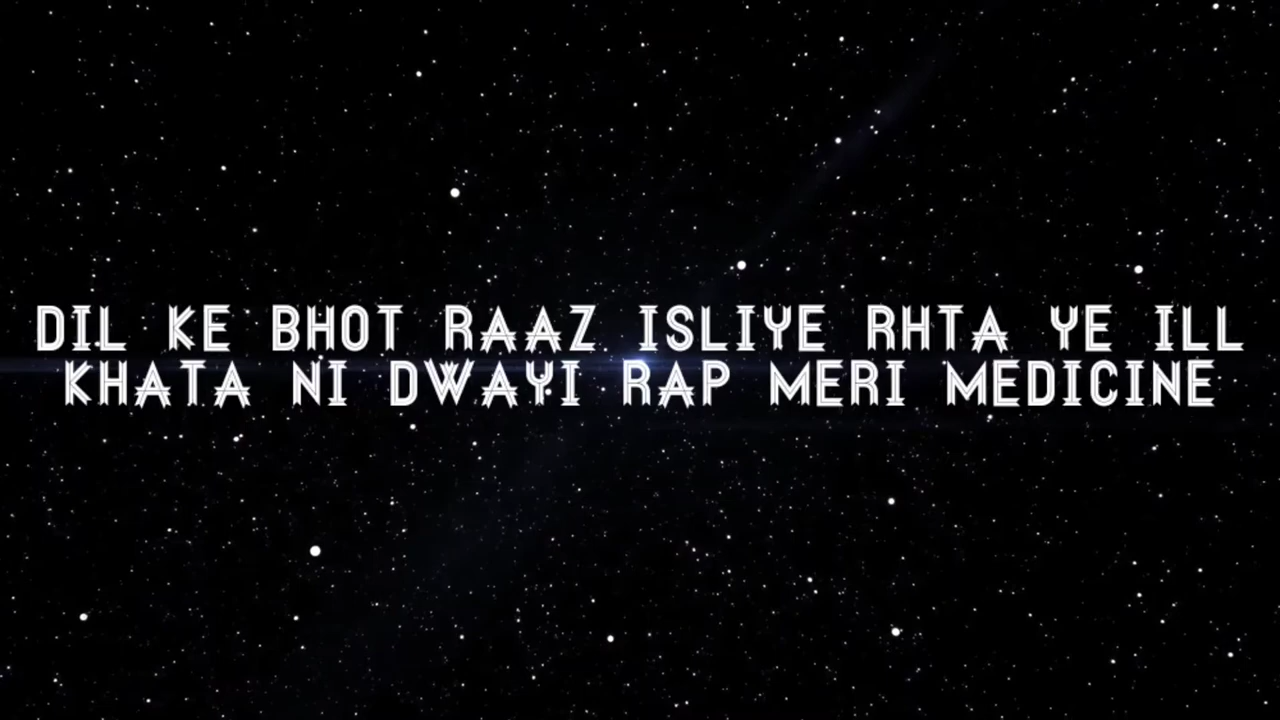 DIL KE BHOT RAAZ ISLIYE RHTA YE ILL
KHATA NI DWAYI RAP MERI MEDICINE